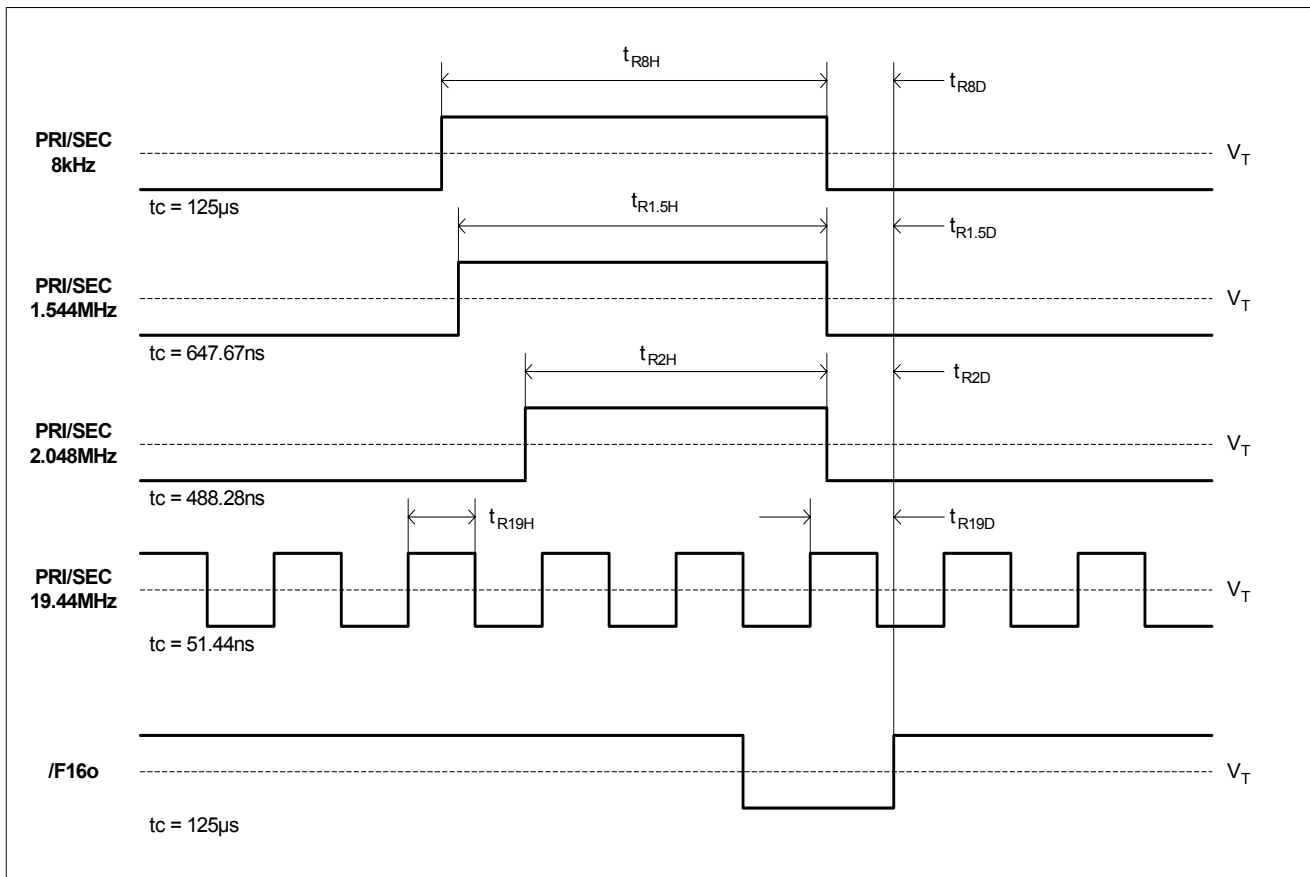 tR8H
tR8D
PRI/SEC
8kHz
VT
tc = 125µs
tR1.5H
tR1.5D
PRI/SEC
1.544MHz
VT
tc = 647.67ns
tR2H
tR2D
PRI/SEC
2.048MHz
VT
tc = 488.28ns
tR19H
tR19D
PRI/SEC
19.44MHz
VT
tc = 51.44ns
/F16o
VT
tc = 125µs